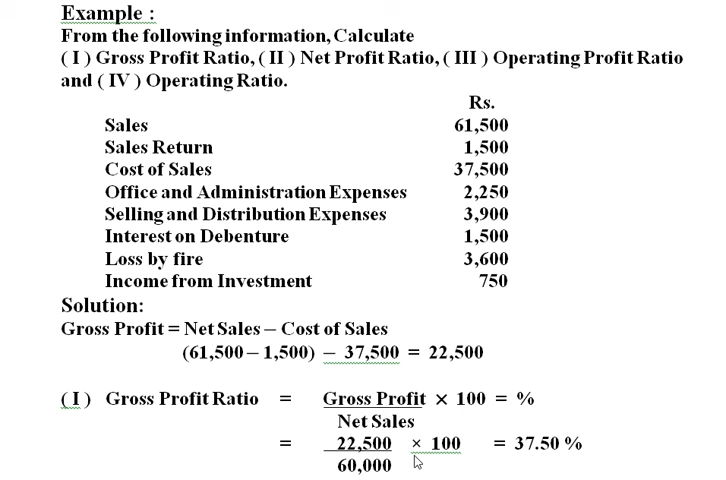 Example :
From the following information, Calculate
( I ) Gross Profit Ratio, ( II ) Net Profit Ratio, ( III ) Operating Profit Ratio
and ( IV ) Operating Ratio.
Rs.
Sales 61,500
Sales Return 1,500
Cost of Sales 37,500
Office and Administration Expenses 2,250
Selling and Distribution Expenses 3,900
Interest on Debenture 1,500
Loss by fire 3,600
Income from Investment 750
Solution:
Gross Profit = Net Sales – Cost of Sales
(61,500 – 1,500) – 37,500 = 22,500
( I ) Gross Profit Ratio = Gross Profit × 100 = %
Net Sales
= 22,500 × 100 = 37.50 %
60,000